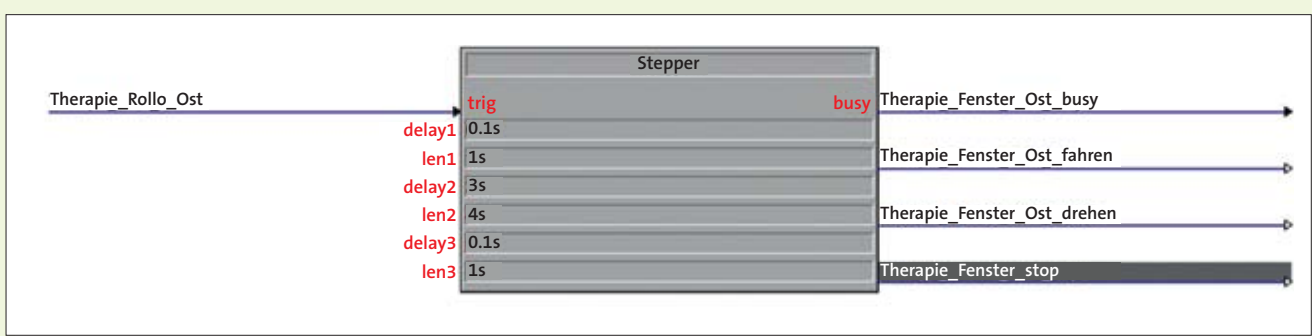 Stepper
Therapie_Rollo_Ost trig busy Therapie_Fenster_Ost_busy
delay1 0.1s
len1 1s Therapie_Fenster_Ost_fahren
delay2 3s
len2 4s Therapie_Fenster_Ost_drehen
delay3 0.1s
len3 1s Therapie_Fenster_stop